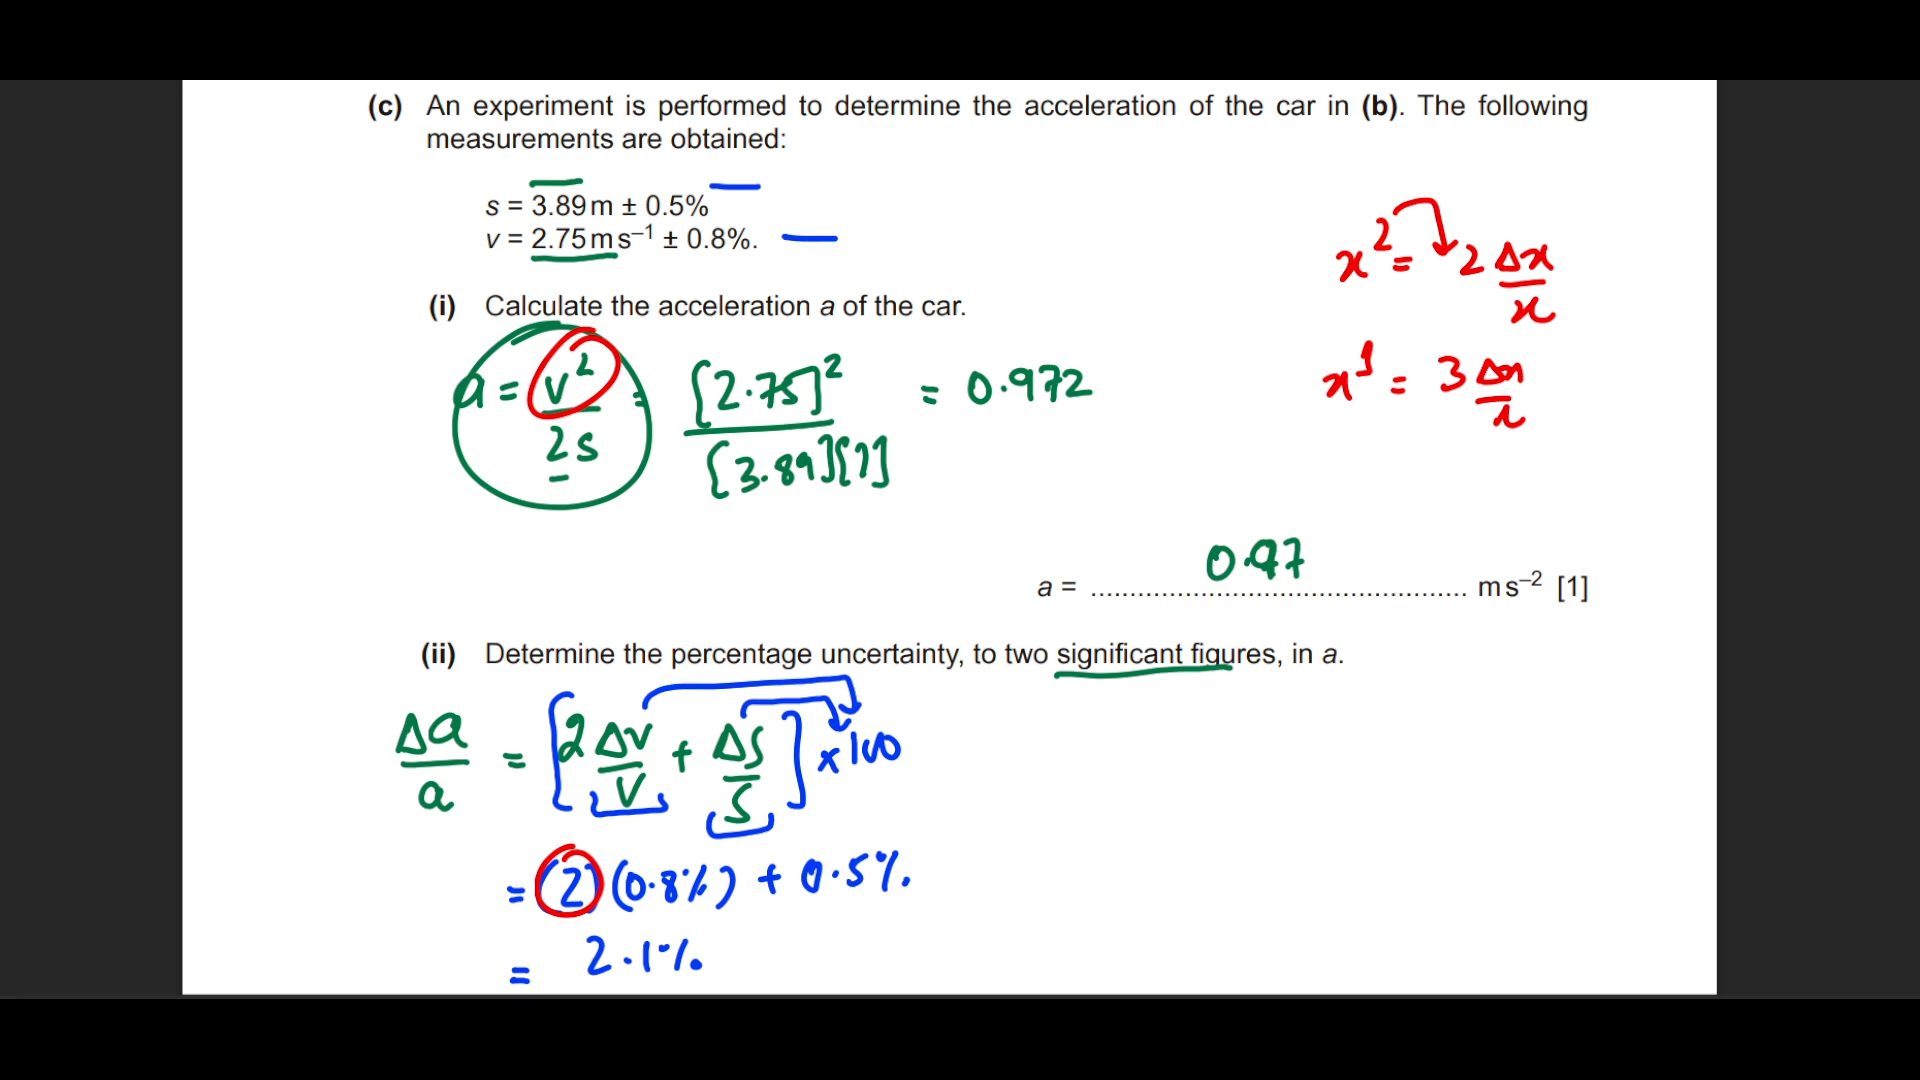 (c) An experiment is performed to determine the acceleration of the car in (b). The following
measurements are obtained:
s = 3.89 m ± 0.5%
v = 2.75 m s⁻¹ ± 0.8%.
x² = 2 Δx/x
(i) Calculate the acceleration a of the car.
a = v²/2s = [2.75]²/[3.89][2] = 0.972
x³ = 3 Δx/x
0.97
a = ................................................ m s⁻² [1]
(ii) Determine the percentage uncertainty, to two significant figures, in a.
Δa/a = [2 Δv/v + Δs/s] × 100
= (2)(0.8%) + 0.5%.
= 2.1%.